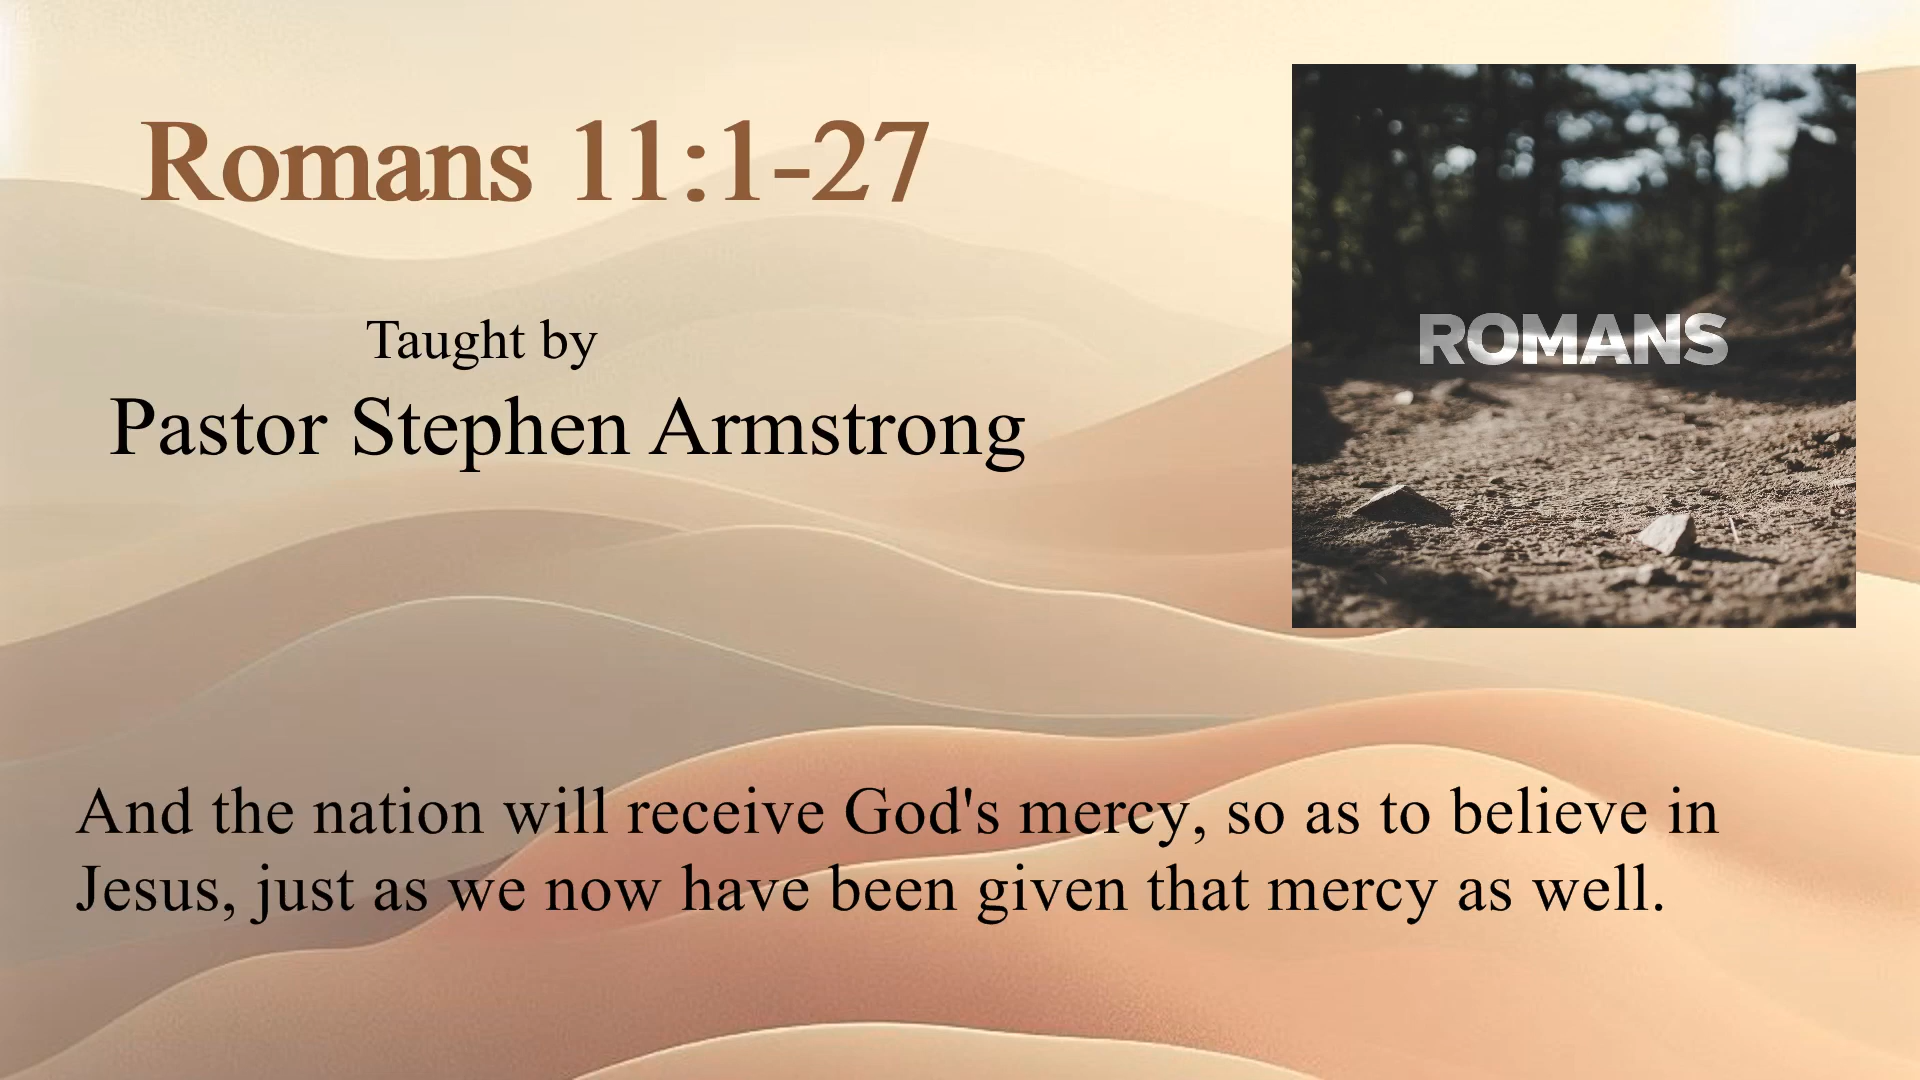 Romans 11:1-27
Taught by
Pastor Stephen Armstrong
ROMANS
And the nation will receive God's mercy, so as to believe in
Jesus, just as we now have been given that mercy as well.